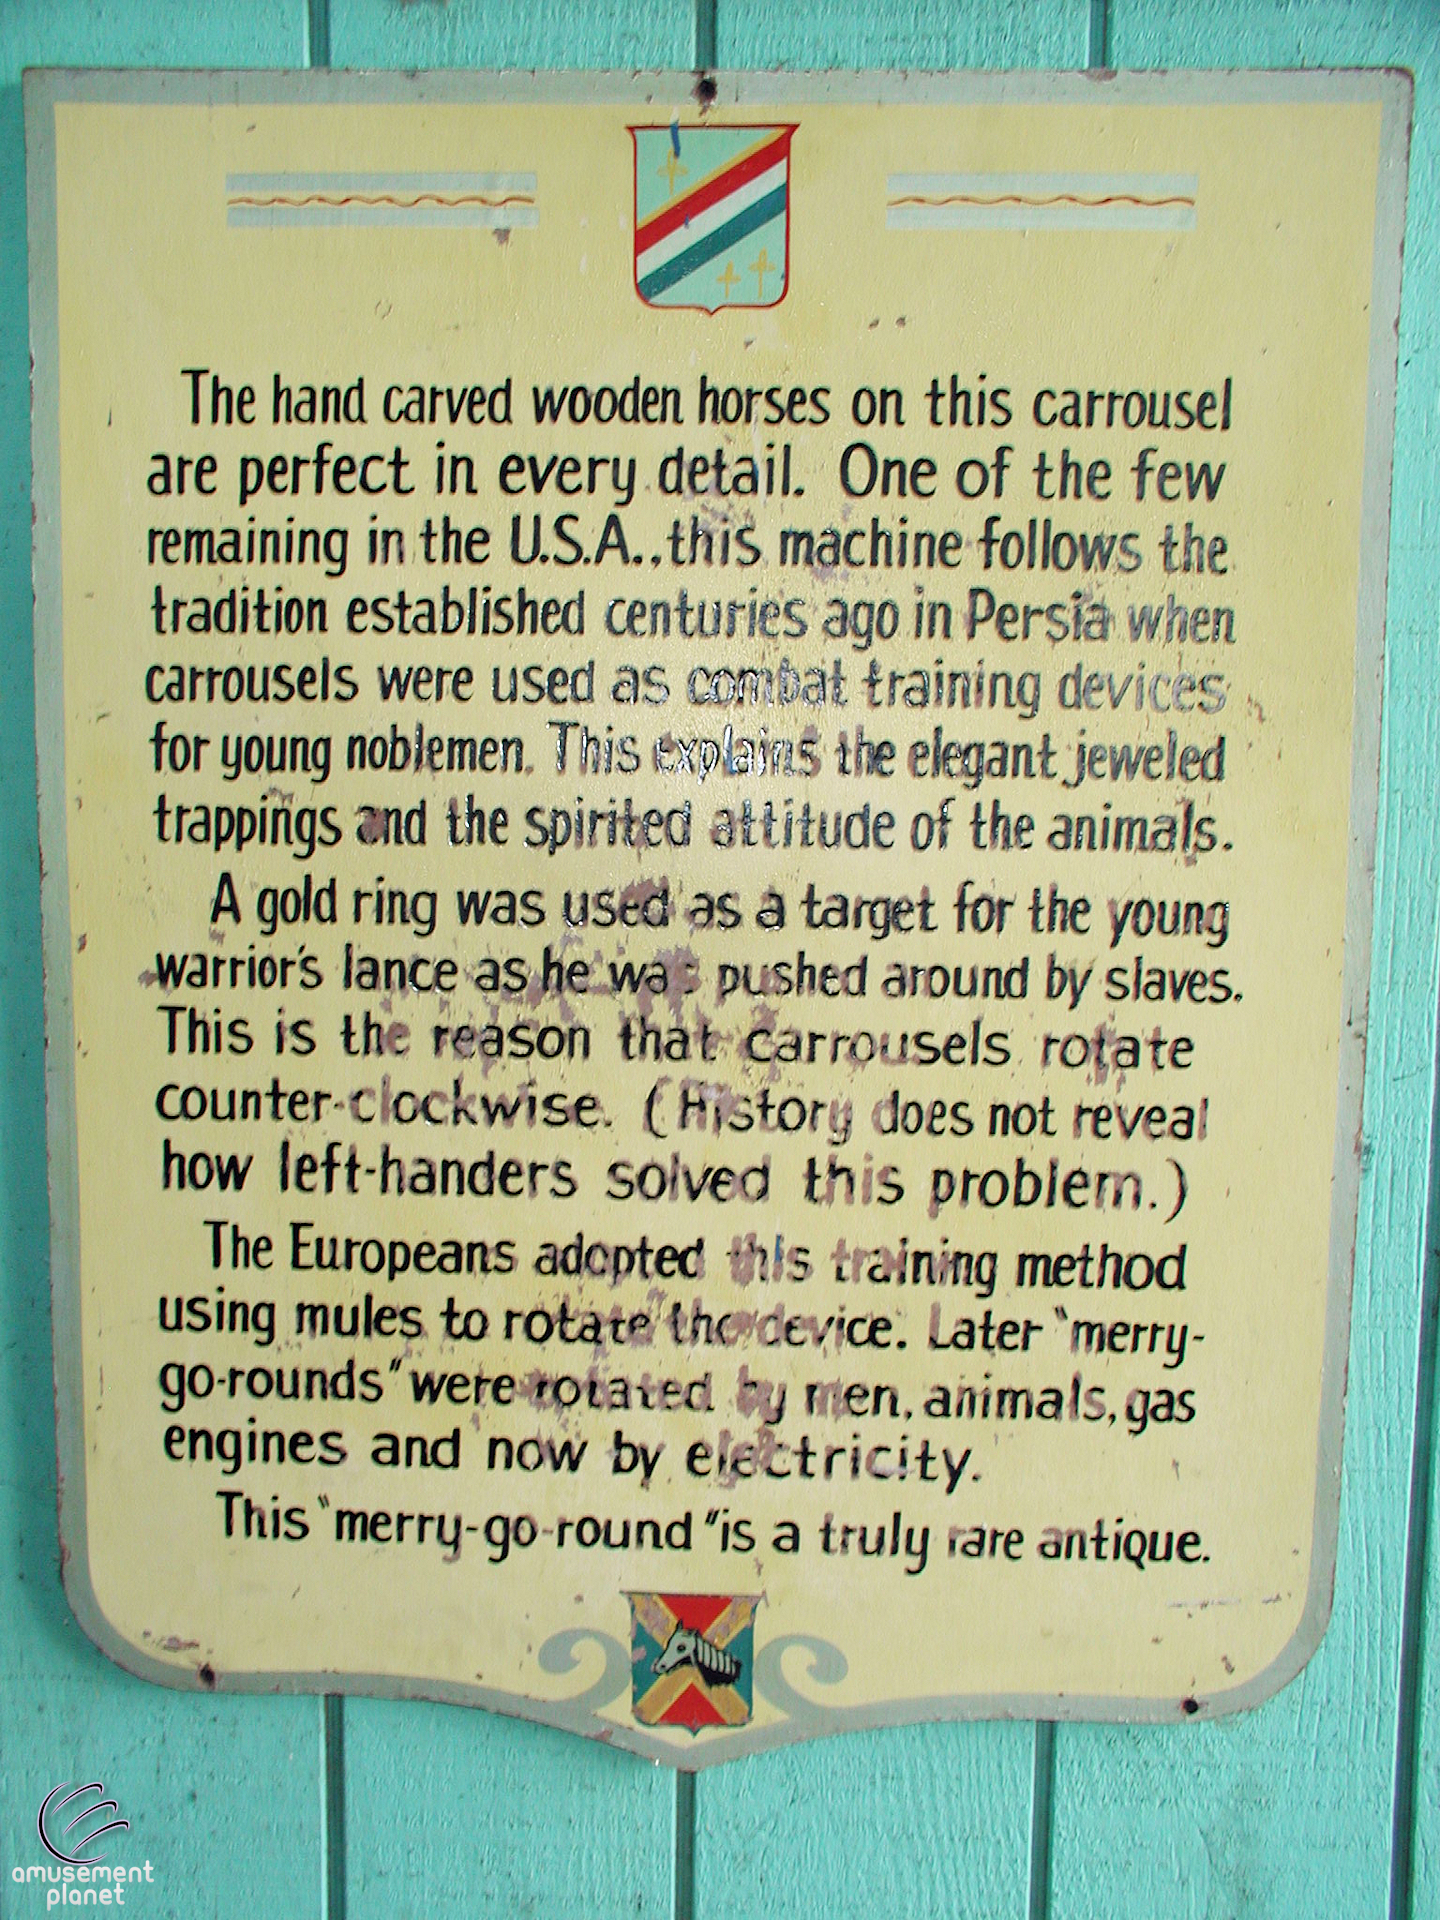 The hand carved wooden horses on this carrousel
are perfect in every detail. One of the few
remaining in the U.S.A., this machine follows the
tradition established centuries ago in Persia when
carrousels were used as combat training devices
for young noblemen. This explains the elegant jeweled
trappings and the spirited attitude of the animals.
A gold ring was used as a target for the young
warrior's lance as he was pushed around by slaves.
This is the reason that carrousels rotate
counter-clockwise. (History does not reveal
how left-handers solved this problem.)
The Europeans adopted this training method
using mules to rotate the device. Later "merry-
go-rounds" were rotated by men, animals, gas
engines and now by electricity.
This "merry-go-round" is a truly rare antique.
amusement
planet